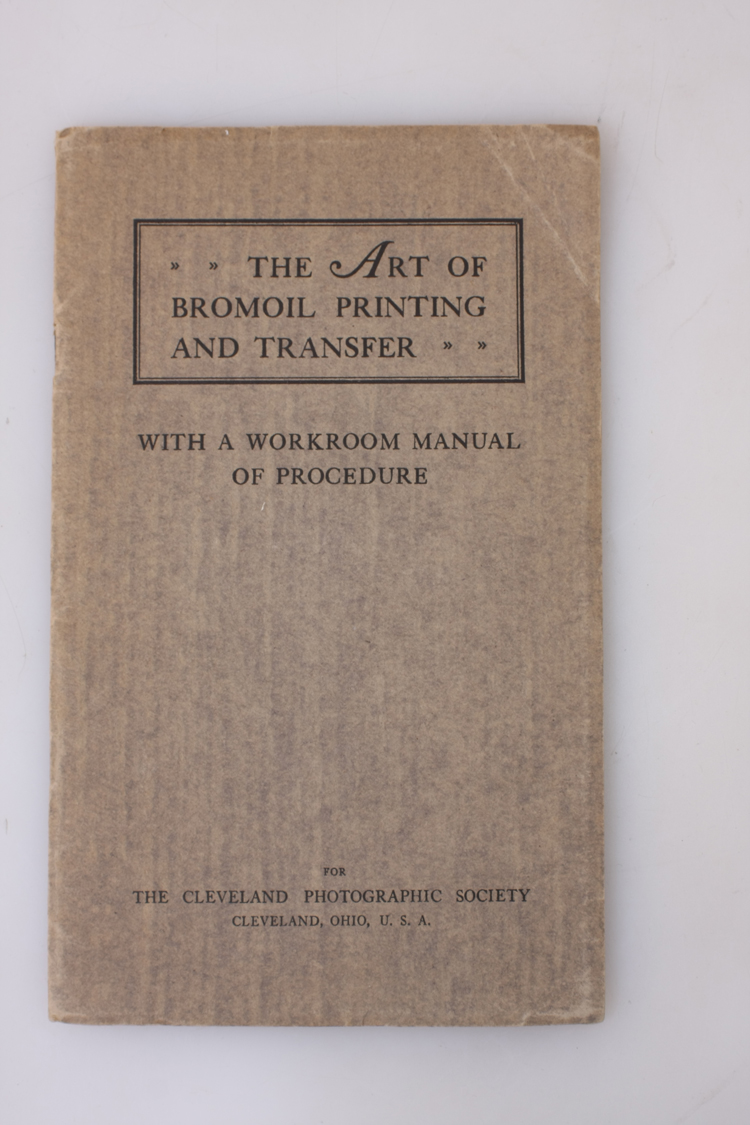 » » THE ART OF
BROMOIL PRINTING
AND TRANSFER » »
WITH A WORKROOM MANUAL
OF PROCEDURE
FOR
THE CLEVELAND PHOTOGRAPHIC SOCIETY
CLEVELAND, OHIO, U. S. A.